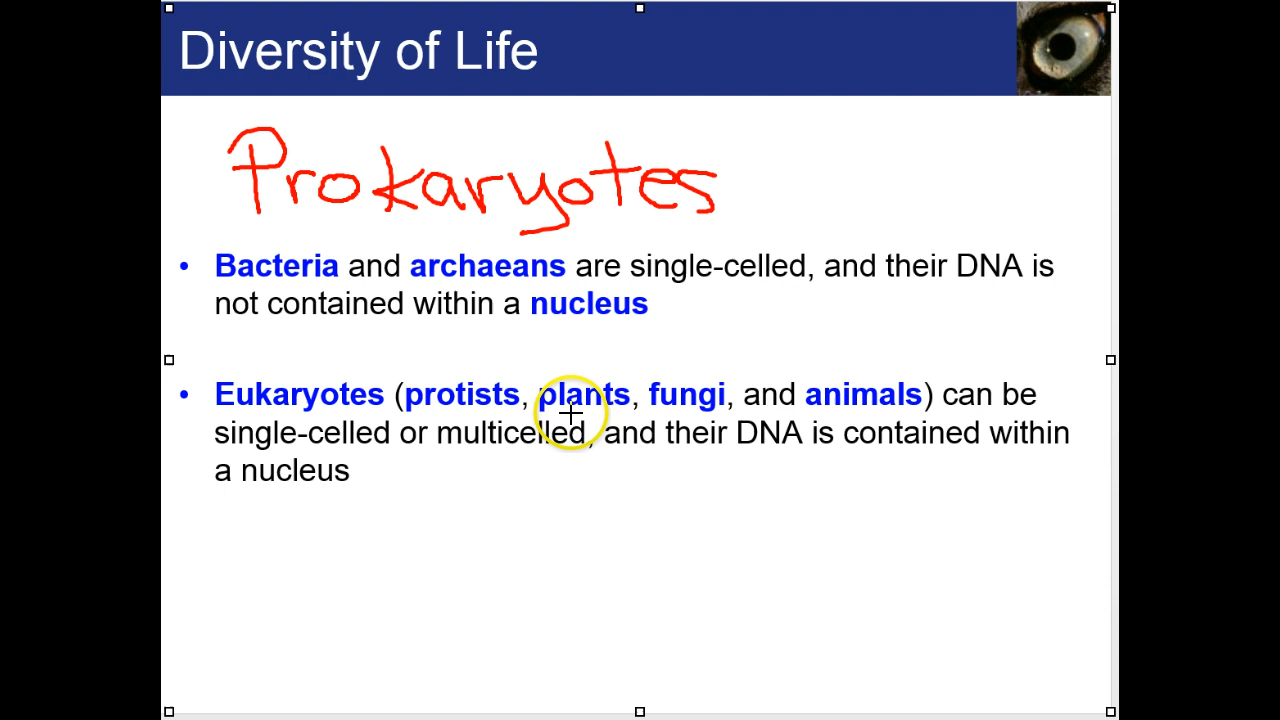 Diversity of Life
Prokaryotes
• Bacteria and archaeans are single-celled, and their DNA is
not contained within a nucleus
• Eukaryotes (protists, plants, fungi, and animals) can be
single-celled or multicelled, and their DNA is contained within
a nucleus